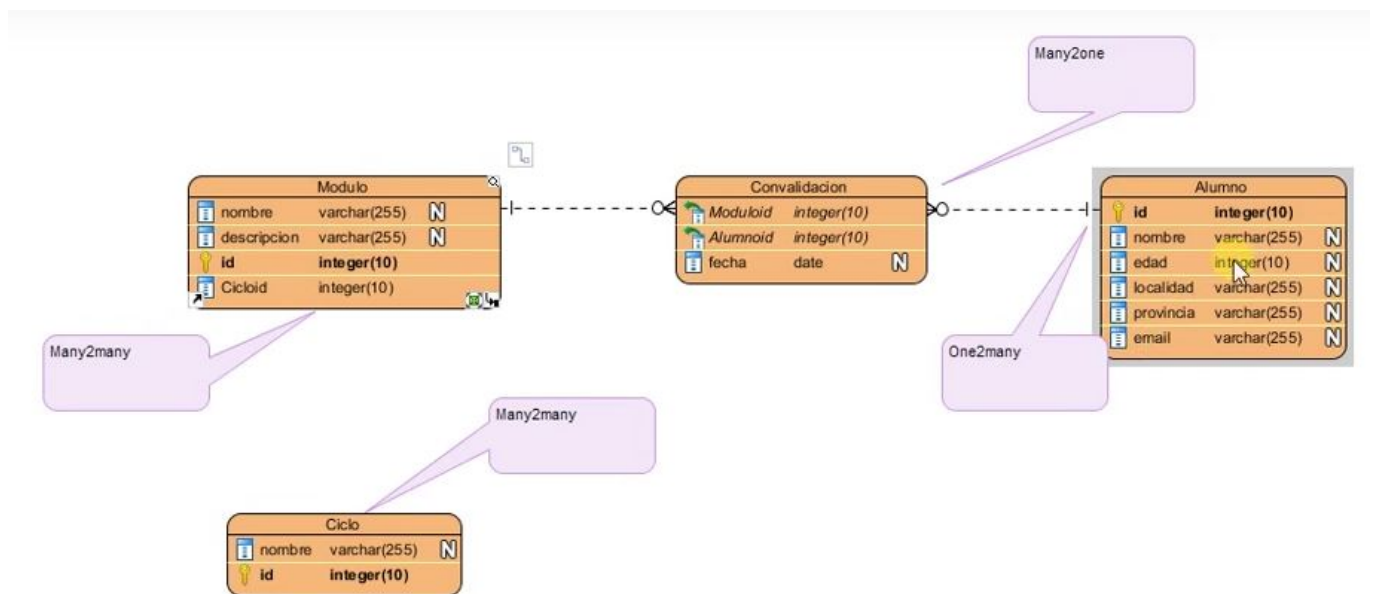 Many2one
Modulo
nombre varchar(255) N
descripcion varchar(255) N
id integer(10)
Cicloid integer(10)
Convalidacion
Moduloid integer(10)
Alumnoid integer(10)
fecha date N
Alumno
id integer(10)
nombre varchar(255) N
edad integer(10) N
localidad varchar(255) N
provincia varchar(255) N
email varchar(255) N
Many2many
One2many
Many2many
Ciclo
nombre varchar(255) N
id integer(10)